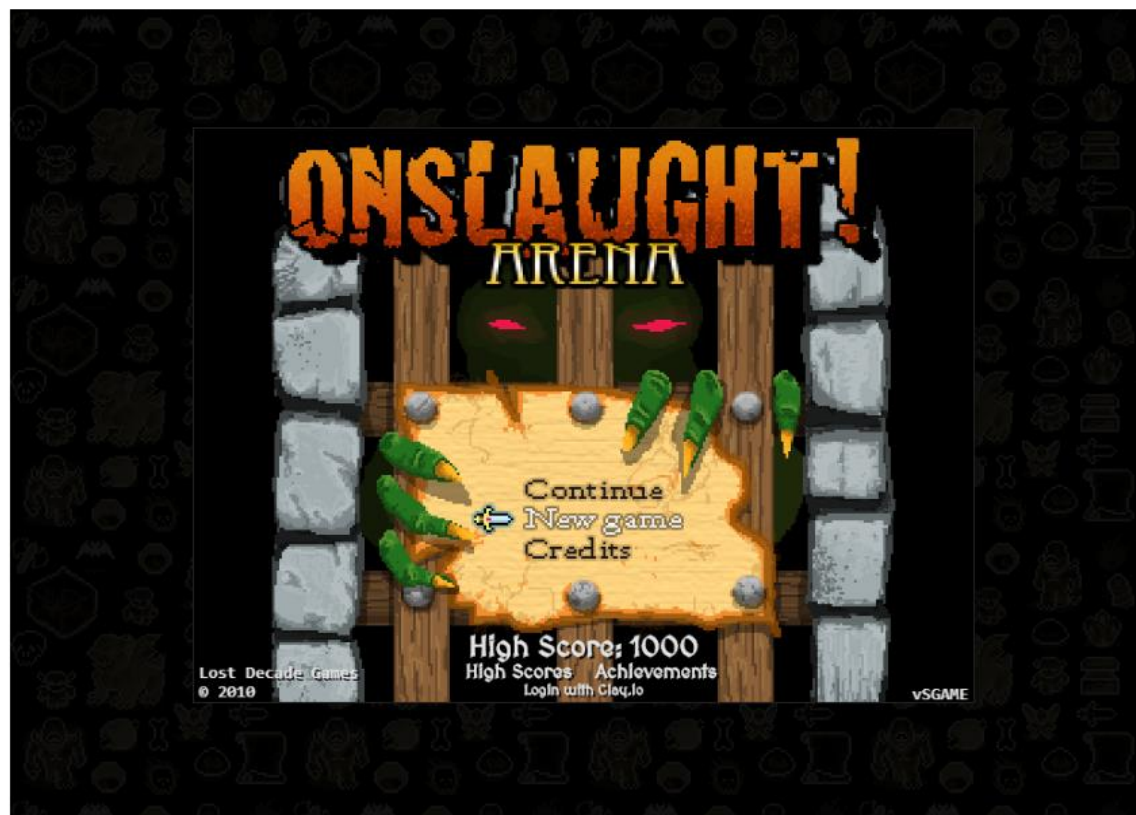 ONSLAUGHT!
ARENA
Continue
New game
Credits
High Score: 1000
High Scores Achievements
Login with Clay.io
Lost Decade Games
© 2010
vSGAME